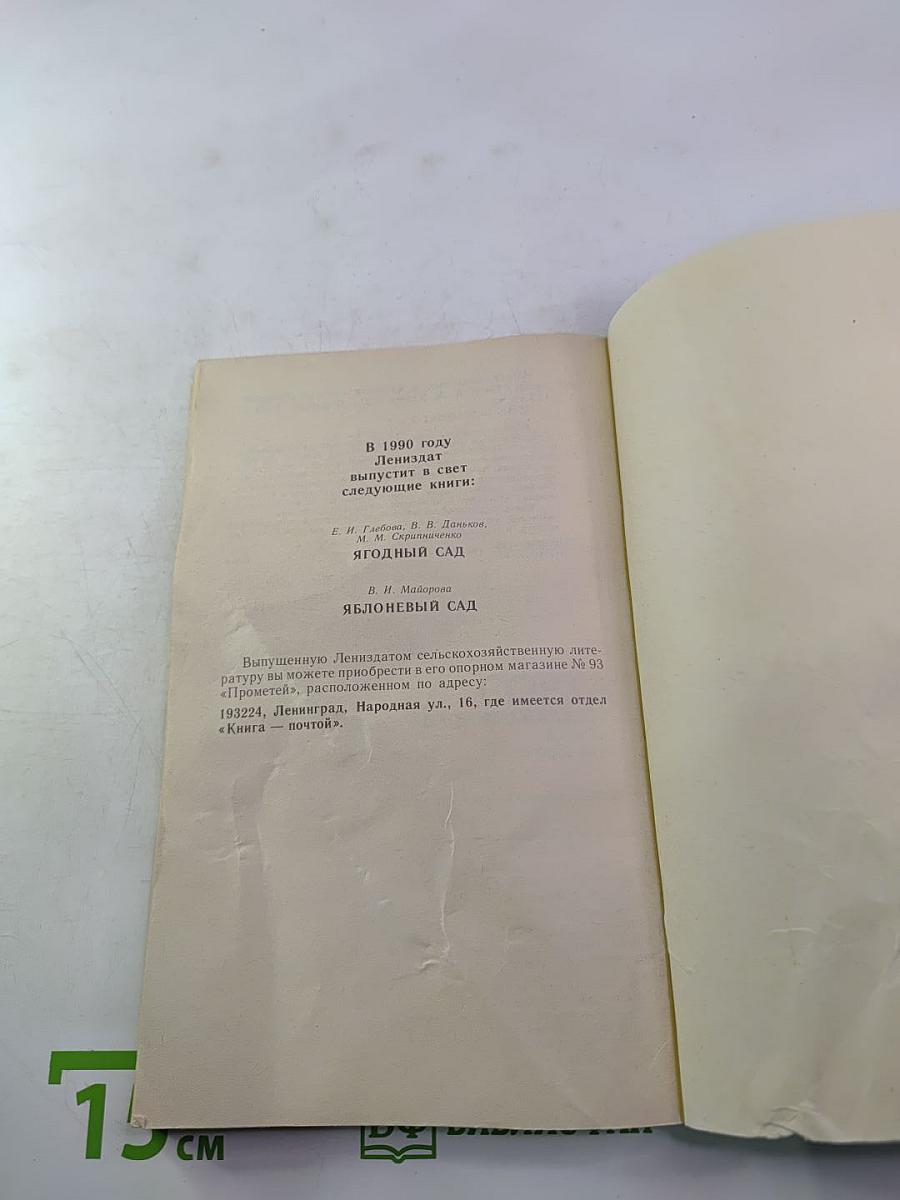 В 1990 году
Лениздат
выпустит в свет
следующие книги:
Е. И. Глебова, В. В. Даньков,
М. М. Скрипниченко
ЯГОДНЫЙ САД
В. И. Майорова
ЯБЛОНЕВЫЙ САД
Выпущенную Лениздатом сельскохозяйственную лите-
ратуру вы можете приобрести в его опорном магазине № 93
«Прометей», расположенном по адресу:
193224, Ленинград, Народная ул., 16, где имеется отдел
«Книга — почтой».
15 см